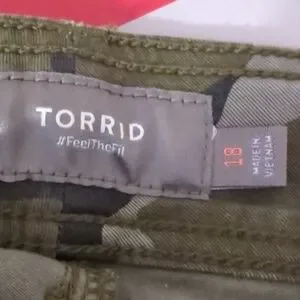 TORRID
#FeelTheFit
18
MADE IN
VIETNAM